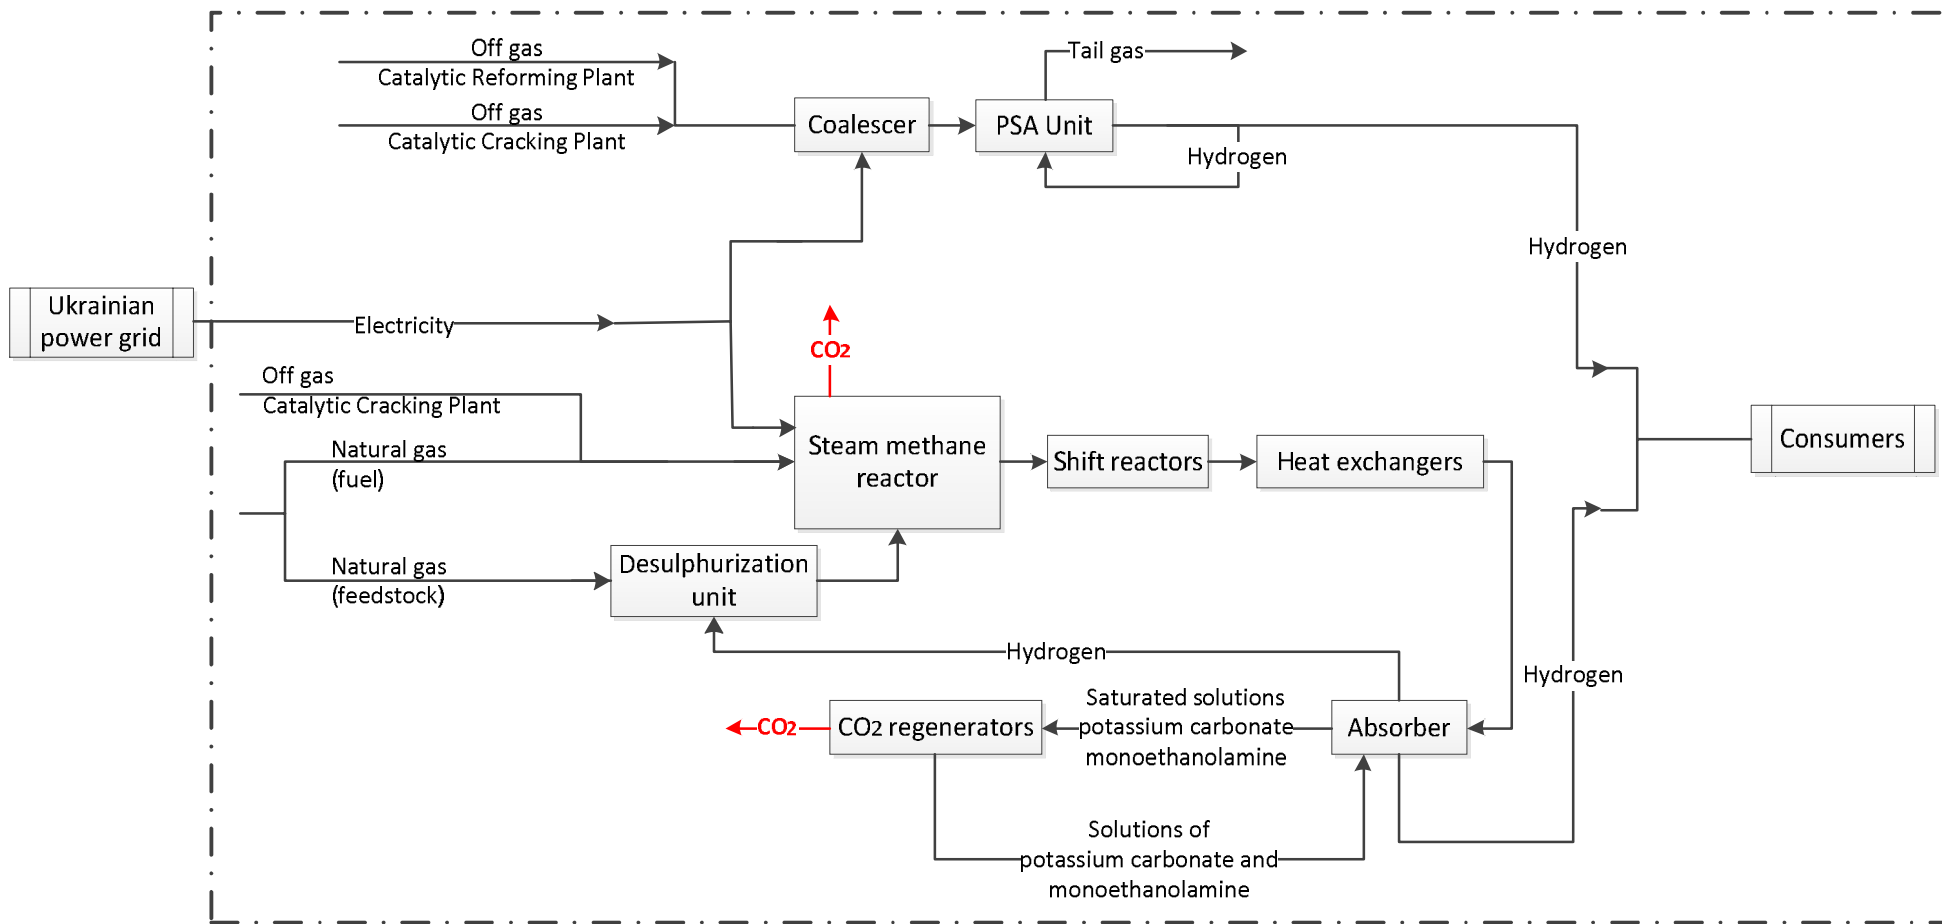 Off gas
Catalytic Reforming Plant
Off gas
Catalytic Cracking Plant
Coalescer
PSA Unit
Tail gas
Hydrogen
Hydrogen
Ukrainian
power grid
Electricity
CO2
Off gas
Catalytic Cracking Plant
Natural gas
(fuel)
Steam methane
reactor
Shift reactors
Heat exchangers
Consumers
Natural gas
(feedstock)
Desulphurization
unit
Hydrogen
Hydrogen
CO2
CO2 regenerators
Saturated solutions
potassium carbonate
monoethanolamine
Absorber
Solutions of
potassium carbonate and
monoethanolamine